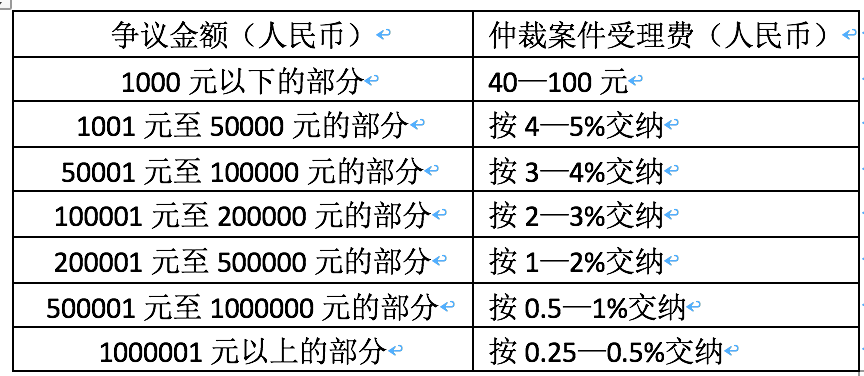 争议金额（人民币） 仲裁案件受理费（人民币）
1000 元以下的部分 40—100 元
1001 元至 50000 元的部分 按 4—5%交纳
50001 元至 100000 元的部分 按 3—4%交纳
100001 元至 200000 元的部分 按 2—3%交纳
200001 元至 500000 元的部分 按 1—2%交纳
500001 元至 1000000 元的部分 按 0.5—1%交纳
1000001 元以上的部分 按 0.25—0.5%交纳